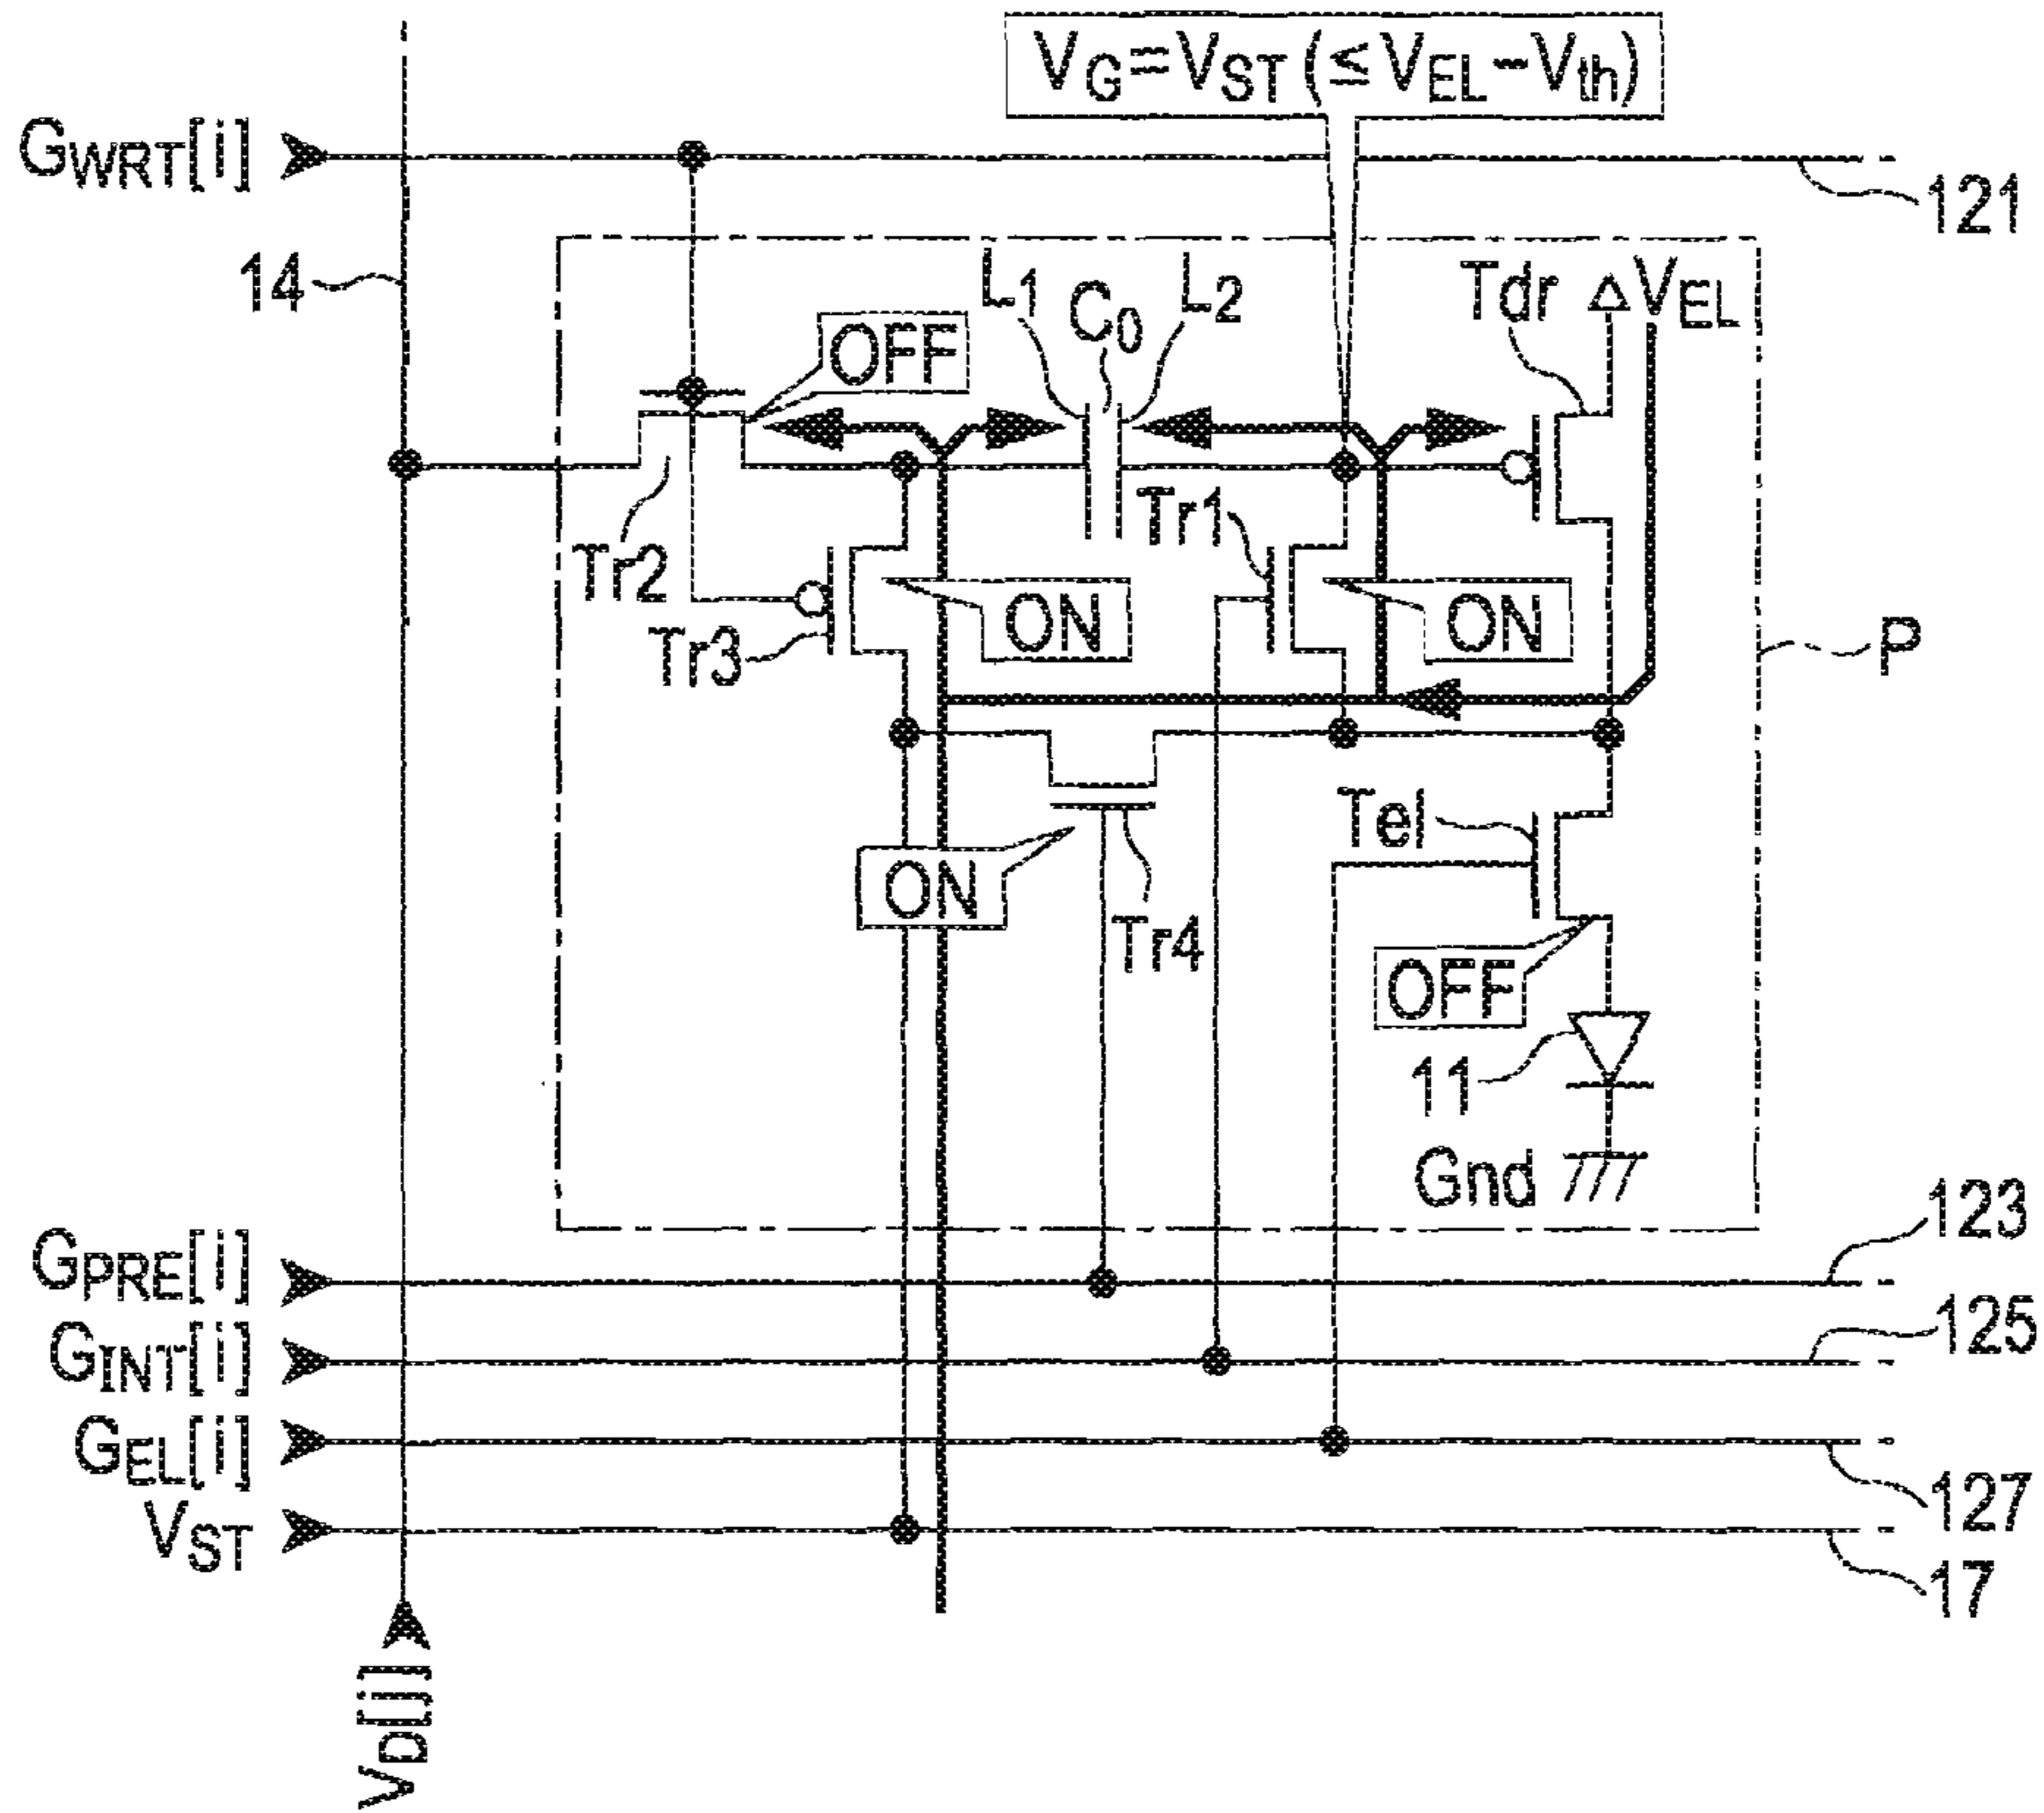 VG=VST(≤VEL-Vth)
GWRT[i]
121
14
L1
C0
L2
Tdr
VEL
OFF
Tr1
Tr2
ON
ON
Tr3
P
Tel
ON
Tr4
OFF
11
Gnd
123
GPRE[i]
125
GINT[i]
GEL[i]
127
VST
17
VD[j]